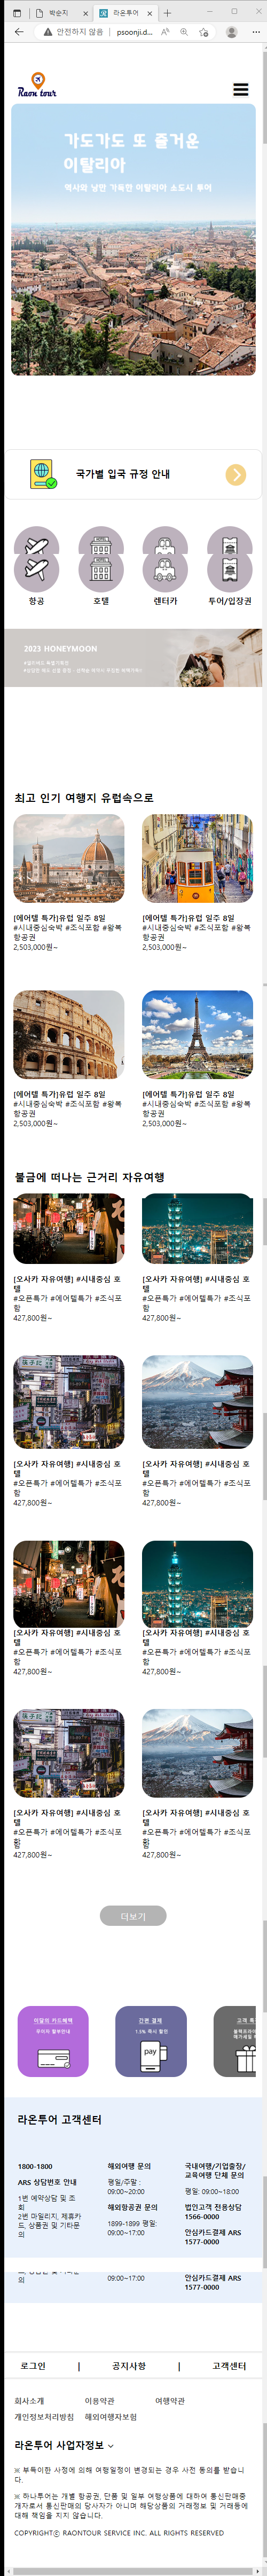 박순지
라온투어
안전하지 않음
psoonji.d...
Raon tour
가도가도 또 즐거운
이탈리아
역사와 낭만 가득한 이탈리아 소도시 투어
국가별 입국 규정 안내
항공 호텔 렌터카 투어/입장권
2023 HONEYMOON
최고 인기 여행지 유럽속으로
[에어텔 특가]유럽 일주 8일
#시내중심숙박 #조식포함 #왕복
항공권
2,503,000원~
[에어텔 특가]유럽 일주 8일
#시내중심숙박 #조식포함 #왕복
항공권
2,503,000원~
[에어텔 특가]유럽 일주 8일
#시내중심숙박 #조식포함 #왕복
항공권
2,503,000원~
[에어텔 특가]유럽 일주 8일
#시내중심숙박 #조식포함 #왕복
항공권
2,503,000원~
불금에 떠나는 근거리 자유여행
[오사카 자유여행] #시내중심 호
텔
#오픈특가 #에어텔특가 #조식포
함
427,800원~
[오사카 자유여행] #시내중심 호
텔
#오픈특가 #에어텔특가 #조식포
함
427,800원~
[오사카 자유여행] #시내중심 호
텔
#오픈특가 #에어텔특가 #조식포
함
427,800원~
[오사카 자유여행] #시내중심 호
텔
#오픈특가 #에어텔특가 #조식포
함
427,800원~
[오사카 자유여행] #시내중심 호
텔
#오픈특가 #에어텔특가 #조식포
함
427,800원~
[오사카 자유여행] #시내중심 호
텔
#오픈특가 #에어텔특가 #조식포
함
427,800원~
[오사카 자유여행] #시내중심 호
텔
#오픈특가 #에어텔특가 #조식포
함
427,800원~
[오사카 자유여행] #시내중심 호
텔
#오픈특가 #에어텔특가 #조식포
함
427,800원~
더보기
이달의 카드혜택
무이자 할부안내
간편 결제
1.5% 즉시 할인
pay
고객 특
라온투어 고객센터
1800-1800
ARS 상담번호 안내
1번 예약상담 및 조
회
2번 마일리지, 제휴카
드, 상품권 및 기타문
의
해외여행 문의
평일/주말 :
09:00~20:00
해외항공권 문의
1899-1899 평일:
09:00~17:00
국내여행/기업출장/
교육여행 단체 문의
평일: 09:00~18:00
법인고객 전용상담
1566-0000
안심카드결제 ARS
1577-0000
드, 상품권 및 기타문
의
09:00~17:00
안심카드결제 ARS
1577-0000
로그인 | 공지사항 | 고객센터
회사소개 이용약관 여행약관
개인정보처리방침 해외여행자보험
라온투어 사업자정보
※ 부득이한 사정에 의해 여행일정이 변경되는 경우 사전 동의를 받습니
다.
※ 하나투어는 개별 항공권, 단품 및 일부 여행상품에 대하여 통신판매중
개자로서 통신판매의 당사자가 아니며 해당상품의 거래정보 및 거래등에
대해 책임을 지지 않습니다.
COPYRIGHTⓒ RAONTOUR SERVICE INC. ALL RIGHTS RESERVED